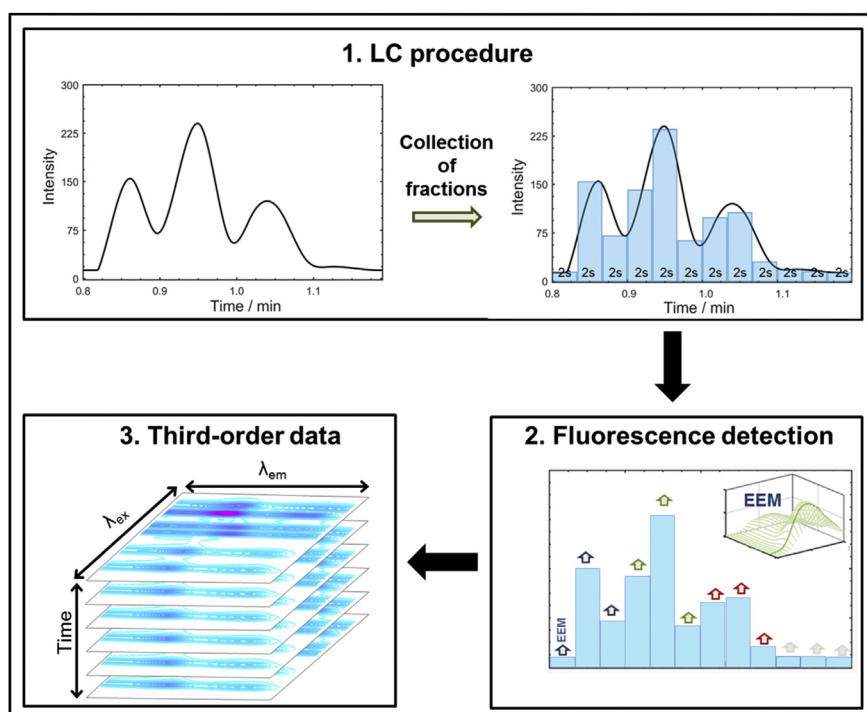 1. LC procedure
300
225
150
75
0
Intensity
0.8
0.9
1.0
1.1
Time / min
Collection
of
fractions
300
225
150
75
0
Intensity
2s 2s 2s 2s 2s 2s 2s 2s 2s 2s 2s 2s
0.8
0.9
1.0
1.1
Time / min
3. Third-order data
λem
λex
Time
2. Fluorescence detection
EEM
EEM